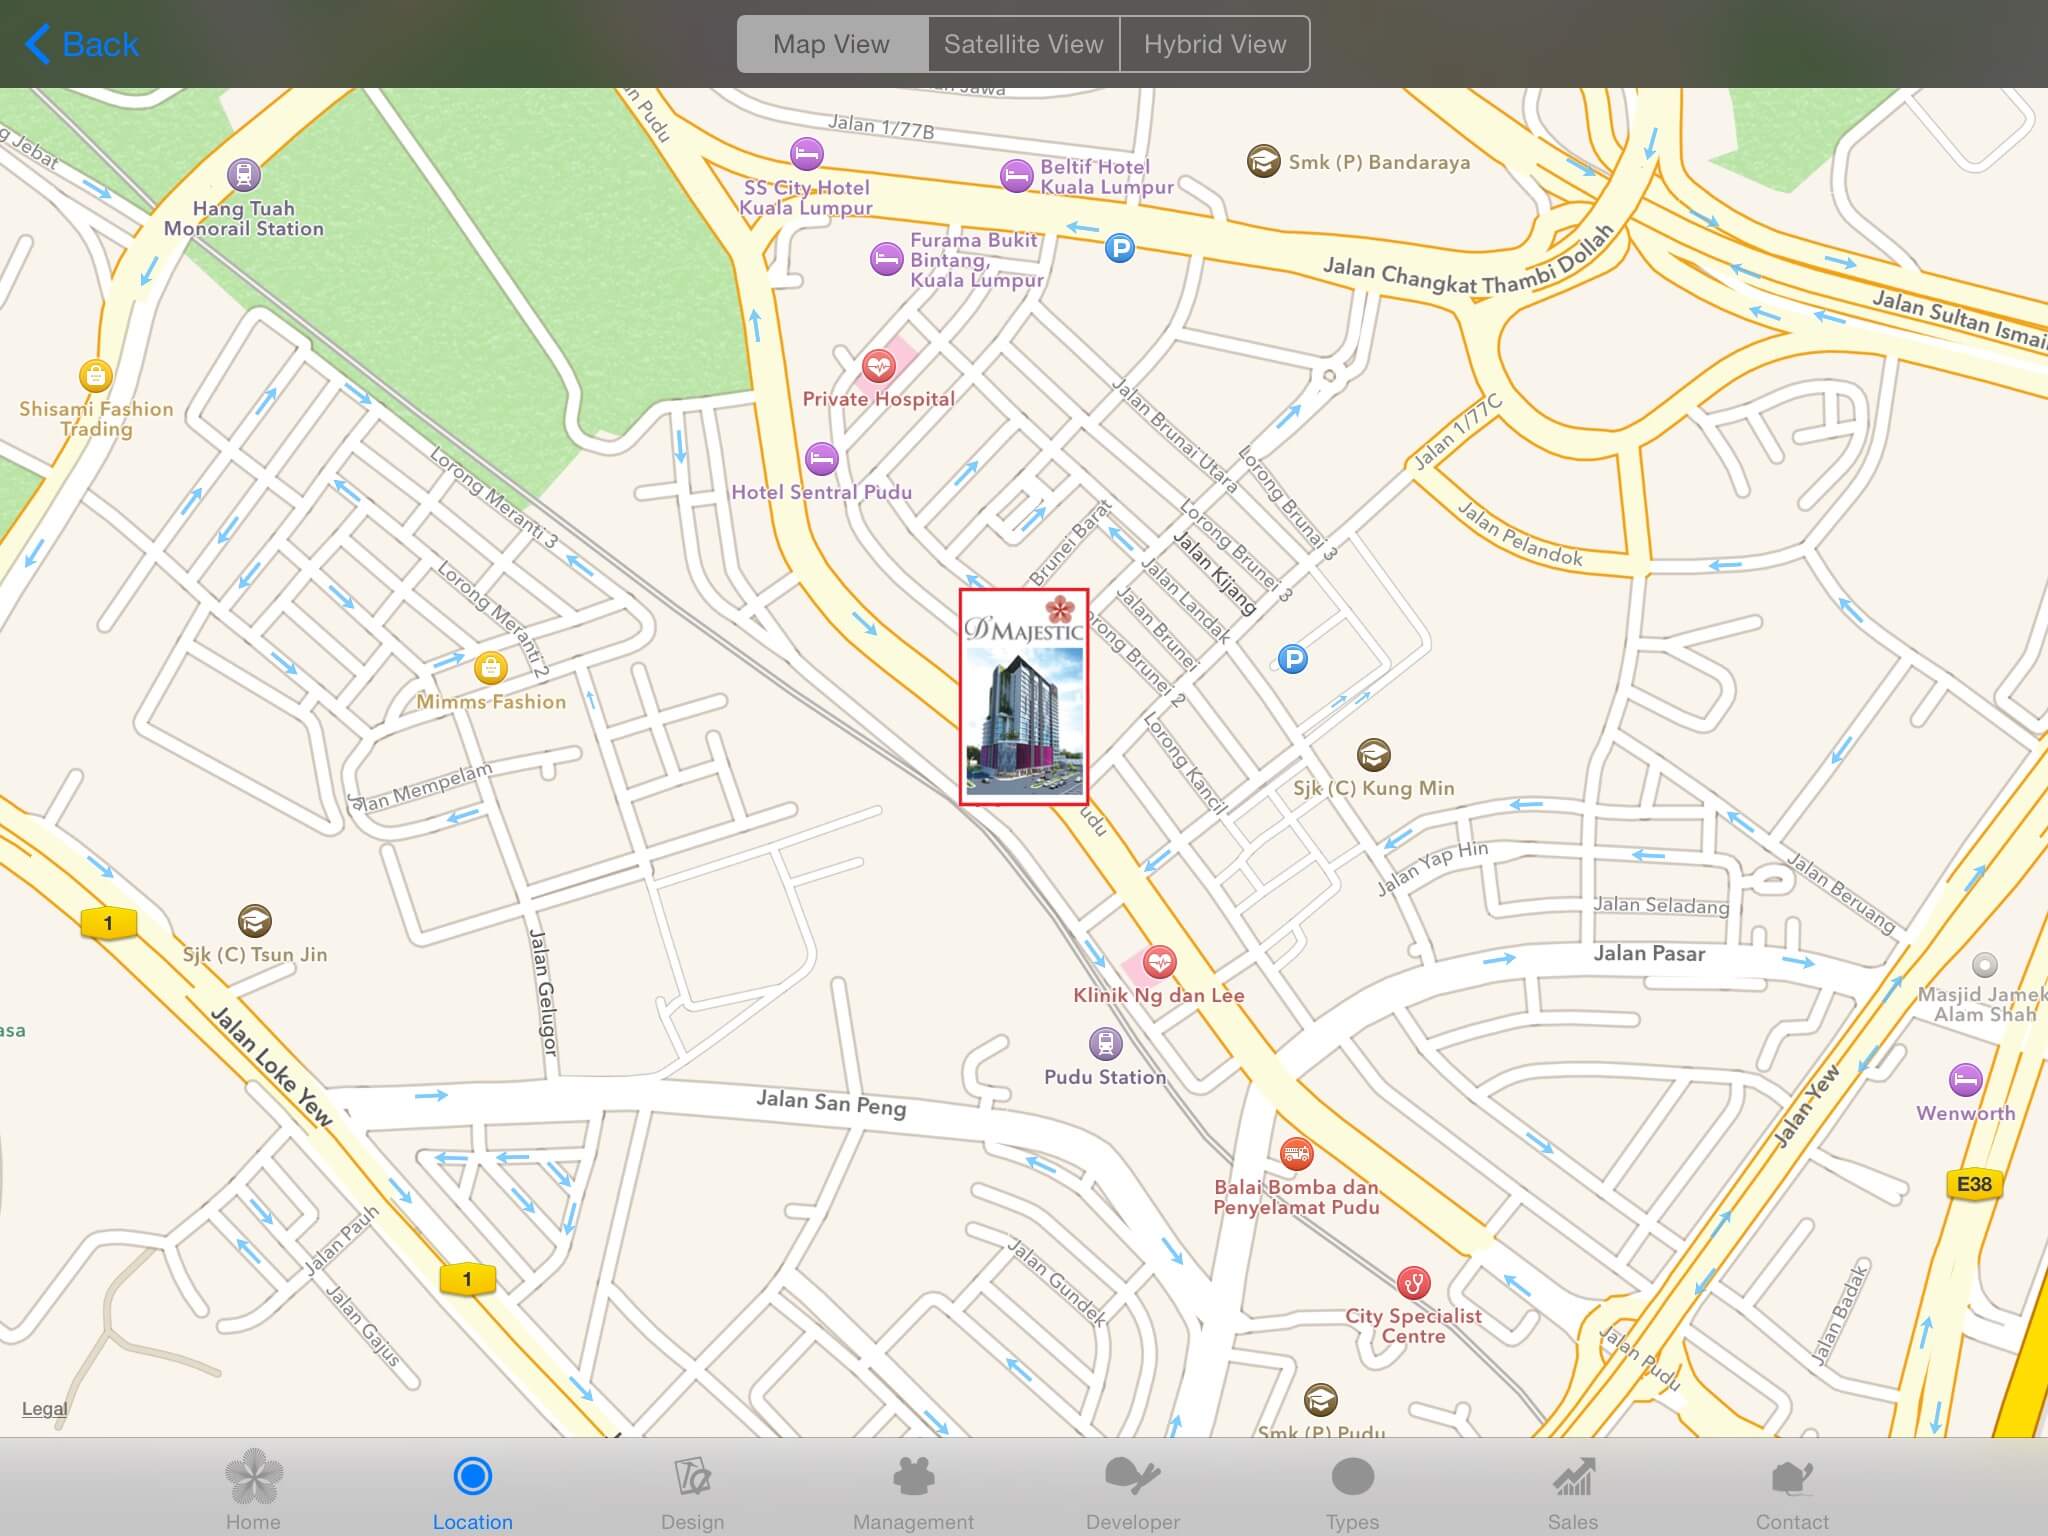 Back
Map View
Satellite View
Hybrid View
Jalan 1/77B
Beltif Hotel
Kuala Lumpur
Smk (P) Bandaraya
SS City Hotel
Kuala Lumpur
Hang Tuah
Monorail Station
Furama Bukit
Bintang,
Kuala Lumpur
P
Jalan Changkat Thambi Dollah
Jalan Sultan Ismail
Shisami Fashion
Trading
Private Hospital
Jalan Brunai Utara
Jalan 1/77C
Lorong Meranti 3
Hotel Sentral Pudu
Lorong Brunai 3
Lorong Brunei 3
Jalan Pelandok
Brunei Barat
Jalan Kijang
Jalan Landak
Jalan Brunei
Lorong Meranti 2
D'MAJESTIC
Lorong Brunei 2
P
Mimms Fashion
Lorong Kancil
Sjk (C) Kung Min
Jalan Mempelam
Jalan Yap Hin
Jalan Beruang
Jalan Seladang
1
Sjk (C) Tsun Jin
Jalan Gelugor
Jalan Pasar
Masjid Jamek
Alam Shah
Klinik Ng dan Lee
Jalan Loke Yew
Pudu Station
Jalan San Peng
Jalan Yew
Wenworth
Balai Bomba dan
Penyelamat Pudu
E38
Jalan Pauh
1
Jalan Gundek
Jalan Gajus
City Specialist
Centre
Jalan Badak
Jalan Pudu
Smk (P) Pudu
Legal
Home
Location
Design
Management
Developer
Types
Sales
Contact